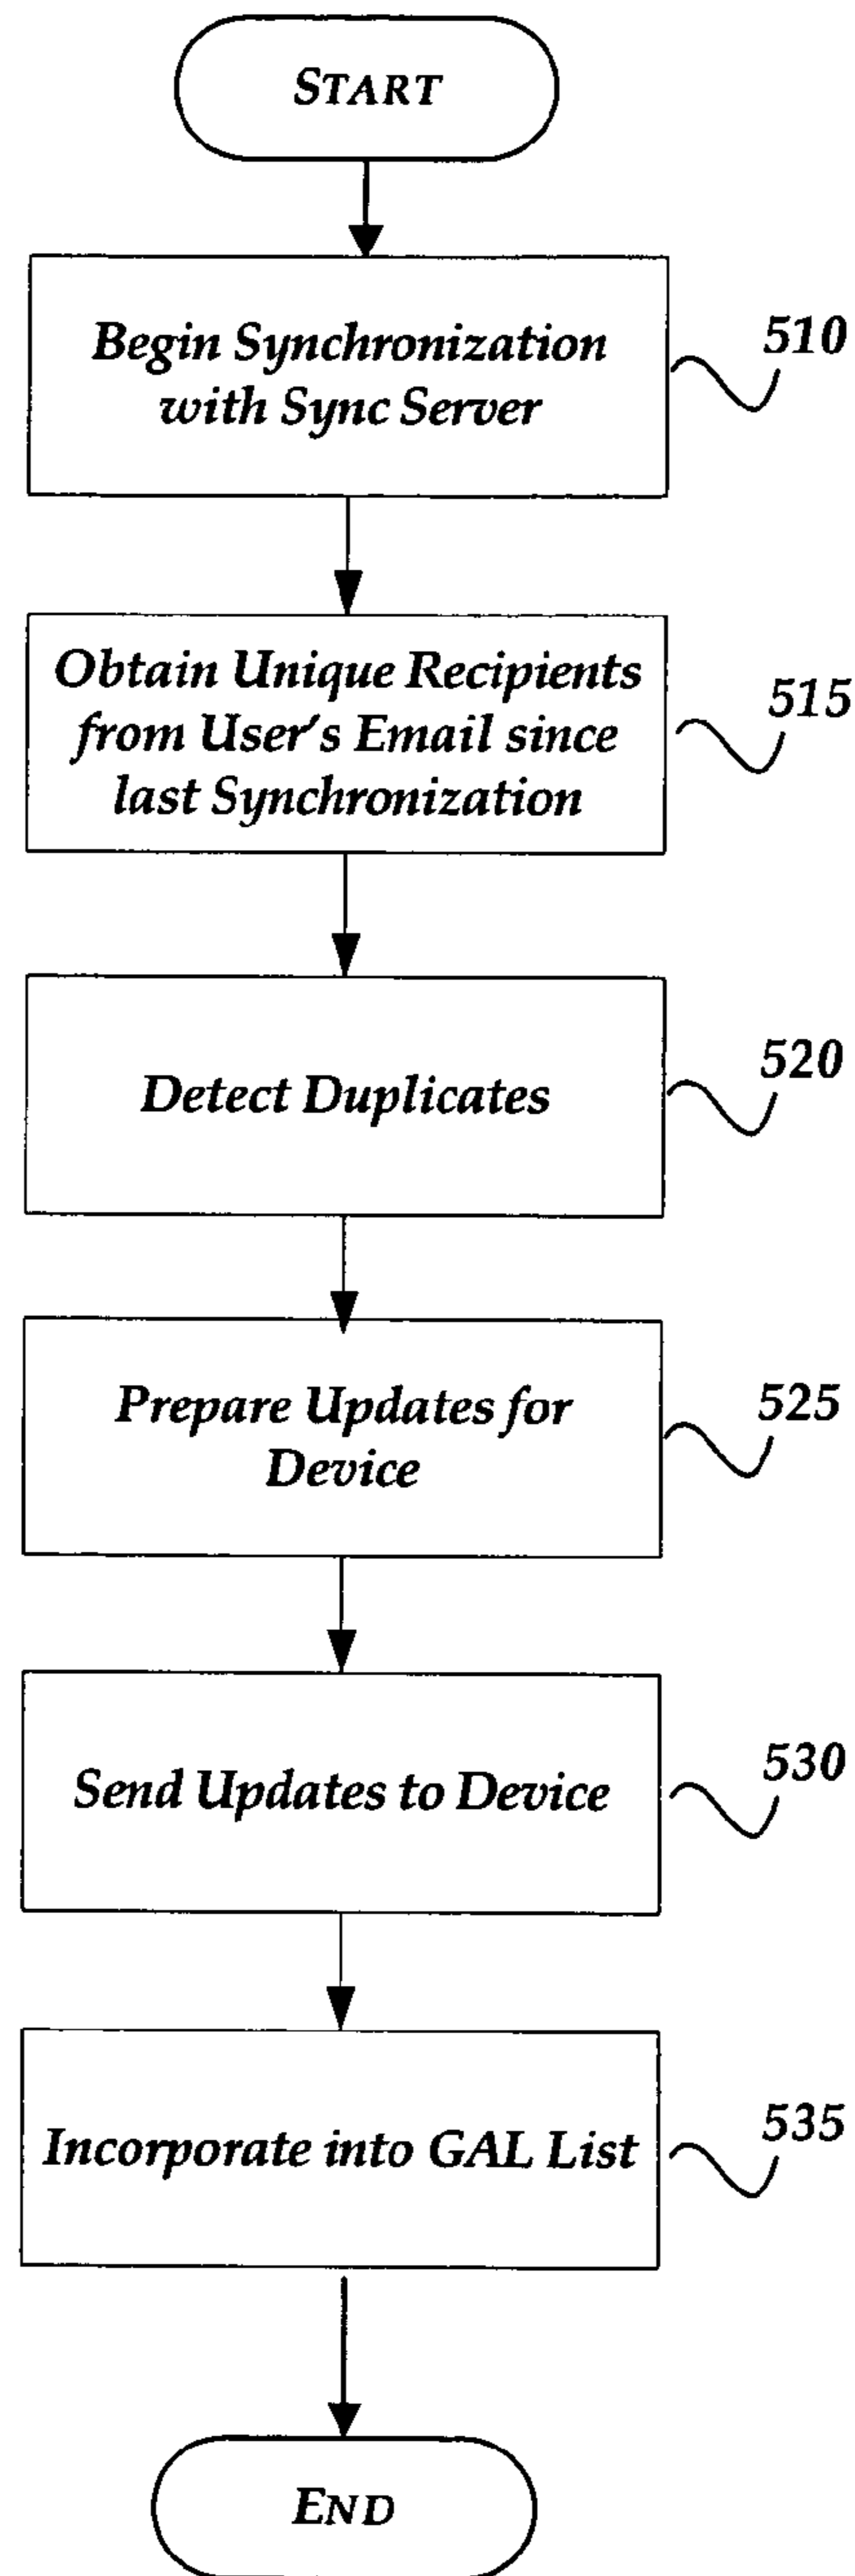 START
Begin Synchronization
with Sync Server
510
Obtain Unique Recipients
from User's Email since
last Synchronization
515
Detect Duplicates
520
Prepare Updates for
Device
525
Send Updates to Device
530
Incorporate into GAL List
535
END